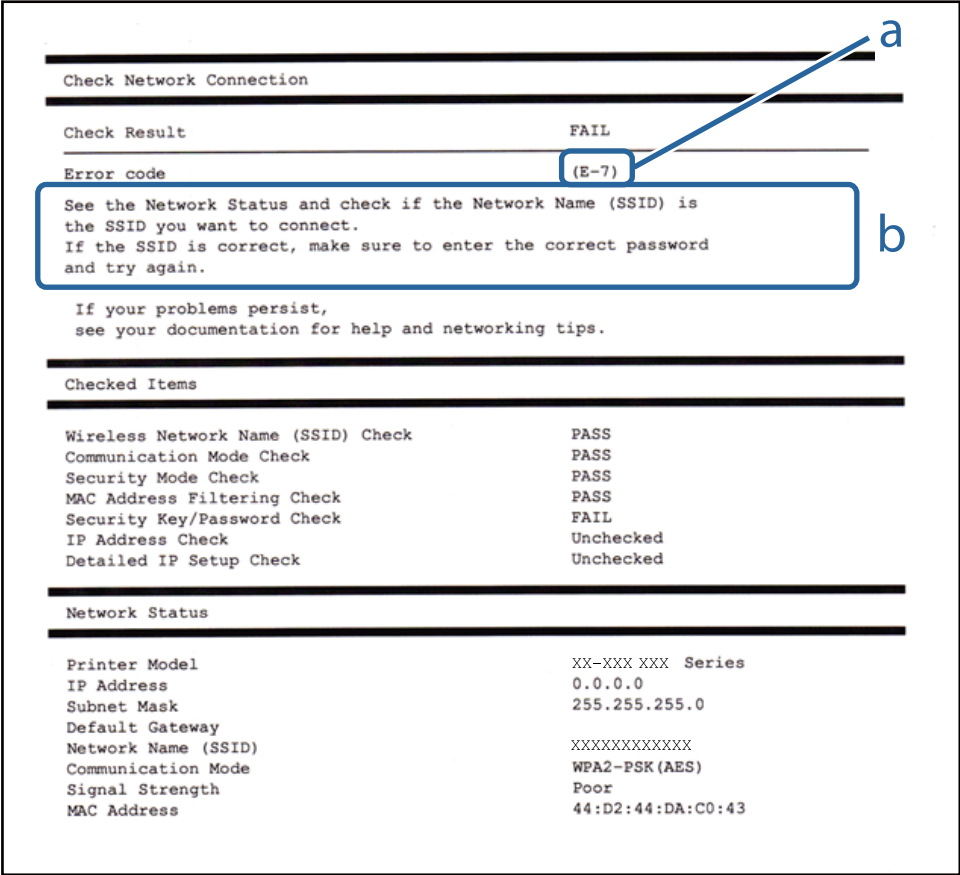 a
Check Network Connection
Check Result FAIL
Error code (E-7)
See the Network Status and check if the Network Name (SSID) is
the SSID you want to connect.
If the SSID is correct, make sure to enter the correct password
and try again.
b
If your problems persist,
see your documentation for help and networking tips.
Checked Items
Wireless Network Name (SSID) Check PASS
Communication Mode Check PASS
Security Mode Check PASS
MAC Address Filtering Check PASS
Security Key/Password Check FAIL
IP Address Check Unchecked
Detailed IP Setup Check Unchecked
Network Status
Printer Model XX-XXX XXX Series
IP Address 0.0.0.0
Subnet Mask 255.255.255.0
Default Gateway
Network Name (SSID) XXXXXXXXXXXX
Communication Mode WPA2-PSK(AES)
Signal Strength Poor
MAC Address 44:D2:44:DA:C0:43